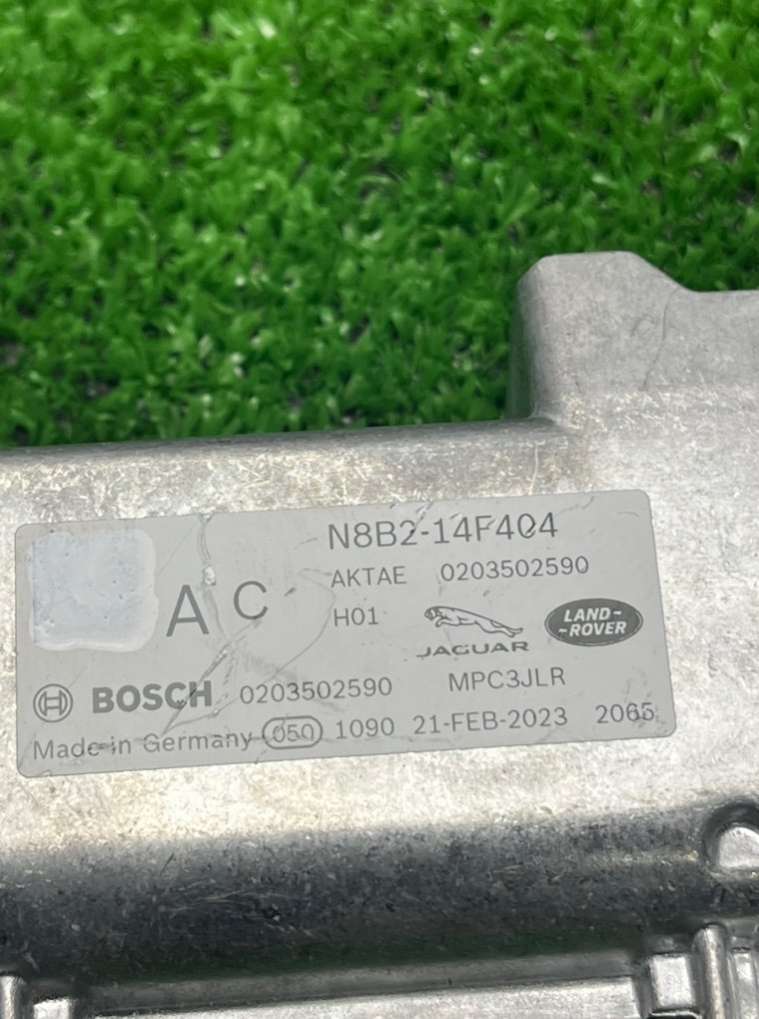 N8B2-14F404
A C
AKTAE 0203502590
H01
JAGUAR
LAND-
-ROVER
BOSCH 0203502590 MPC3JLR
Made in Germany 050 1090 21-FEB-2023 2065